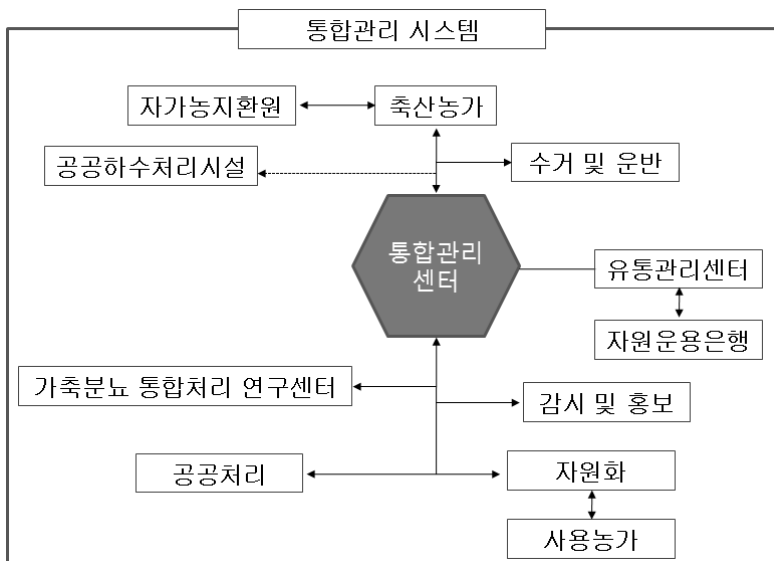 통합관리 시스템
자가농지환원
축산농가
공공하수처리시설
수거 및 운반
통합관리
센터
유통관리센터
자원운용은행
가축분뇨 통합처리 연구센터
감시 및 홍보
공공처리
자원화
사용농가